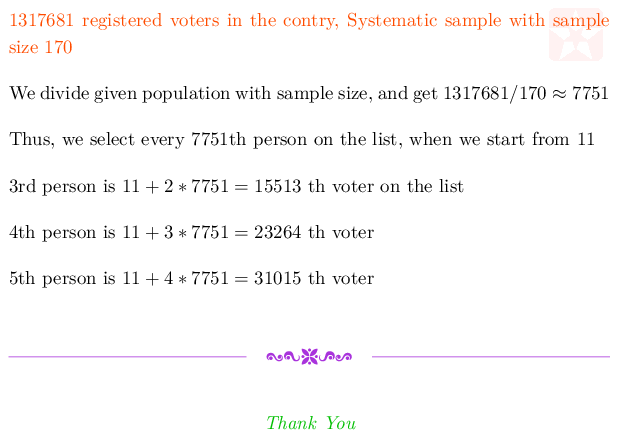 1317681 registered voters in the contry, Systematic sample with sample
size 170
We divide given population with sample size, and get 1317681/170 ≈ 7751
Thus, we select every 7751th person on the list, when we start from 11
3rd person is 11 + 2 ∗ 7751 = 15513 th voter on the list
4th person is 11 + 3 ∗ 7751 = 23264 th voter
5th person is 11 + 4 ∗ 7751 = 31015 th voter
Thank You